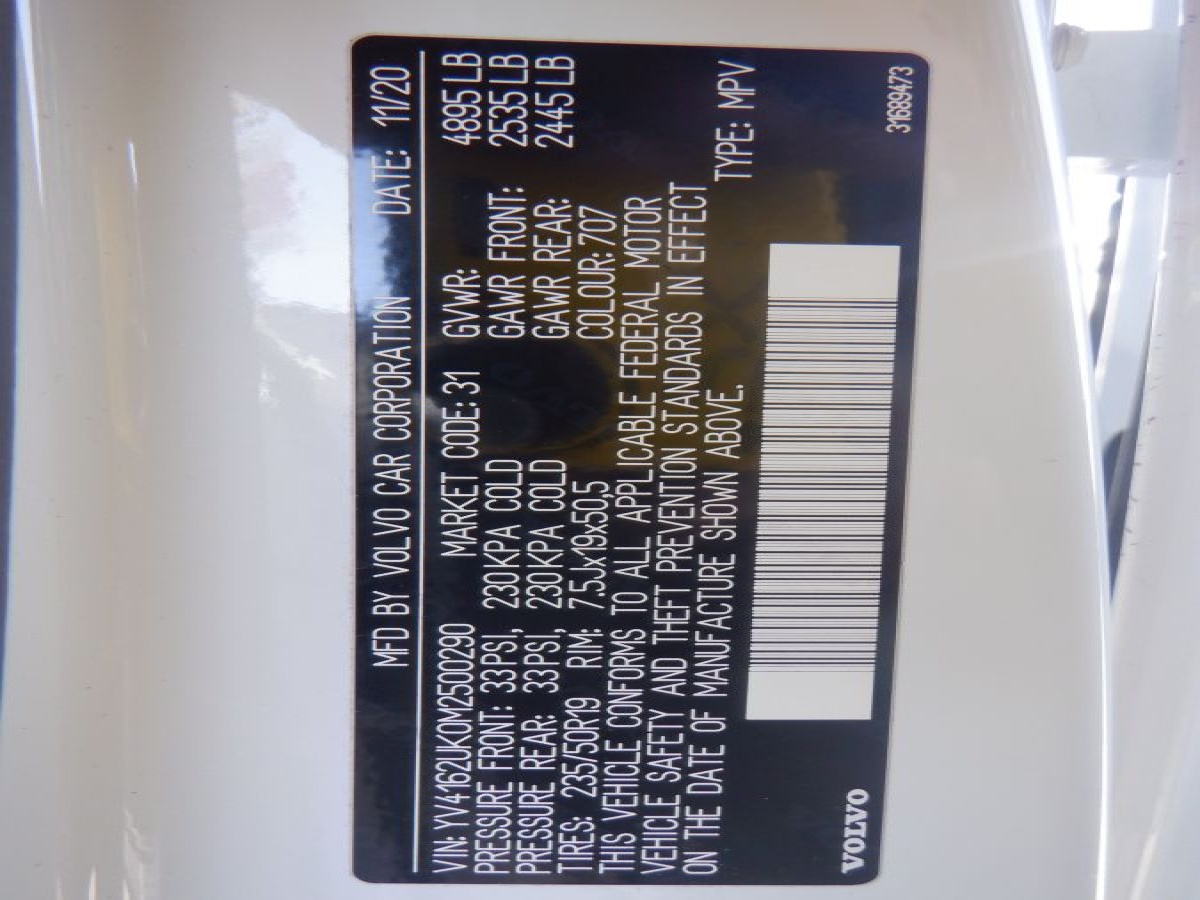 MFD BY VOLVO CAR CORPORATION DATE: 11/20
VIN: YV4162UK0M2500290 MARKET CODE: 31 GVWR: 4895 LB
PRESSURE FRONT: 33PSI, 230KPA COLD GAWR FRONT: 2535 LB
PRESSURE REAR: 33PSI, 230KPA COLD GAWR REAR: 2445 LB
TIRES: 235/50R19 RIM: 7.5Jx19x50,5 COLOUR: 707
THIS VEHICLE CONFORMS TO ALL APPLICABLE FEDERAL MOTOR
VEHICLE SAFETY AND THEFT PREVENTION STANDARDS IN EFFECT
ON THE DATE OF MANUFACTURE SHOWN ABOVE. TYPE: MPV
VOLVO 31689473